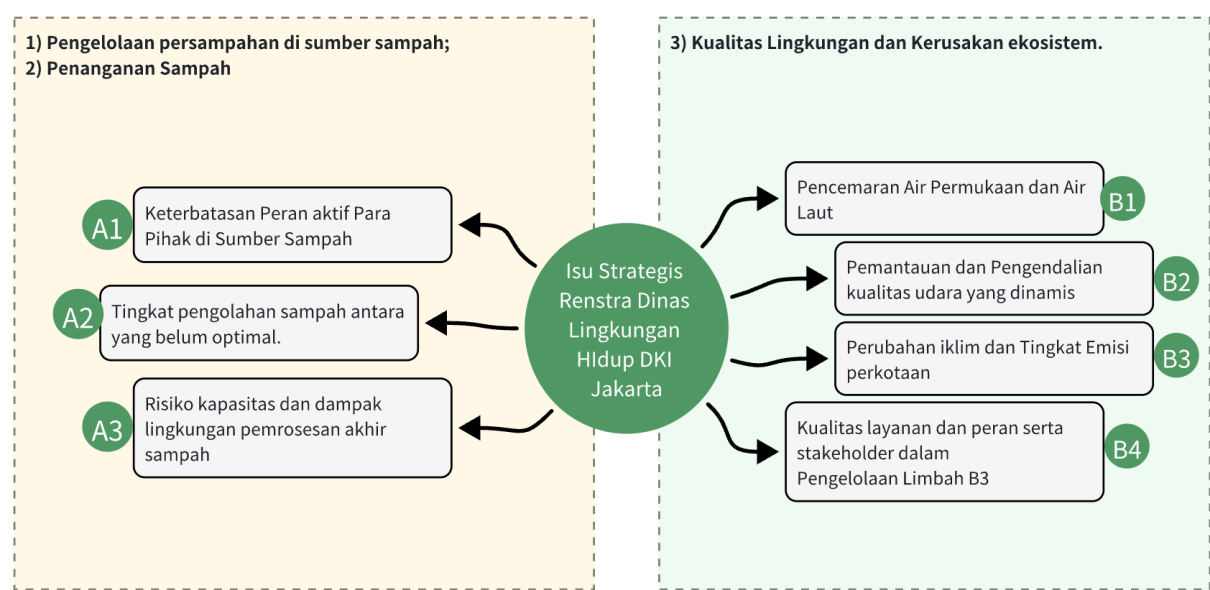 1) Pengelolaan persampahan di sumber sampah;
2) Penanganan Sampah
A1
Keterbatasan Peran aktif Para
Pihak di Sumber Sampah
A2
Tingkat pengolahan sampah antara
yang belum optimal.
A3
Risiko kapasitas dan dampak
lingkungan pemrosesan akhir
sampah
Isu Strategis
Renstra Dinas
Lingkungan
HIdup DKI
Jakarta
3) Kualitas Lingkungan dan Kerusakan ekosistem.
Pencemaran Air Permukaan dan Air
Laut
B1
Pemantauan dan Pengendalian
kualitas udara yang dinamis
B2
Perubahan iklim dan Tingkat Emisi
perkotaan
B3
Kualitas layanan dan peran serta
stakeholder dalam
Pengelolaan Limbah B3
B4